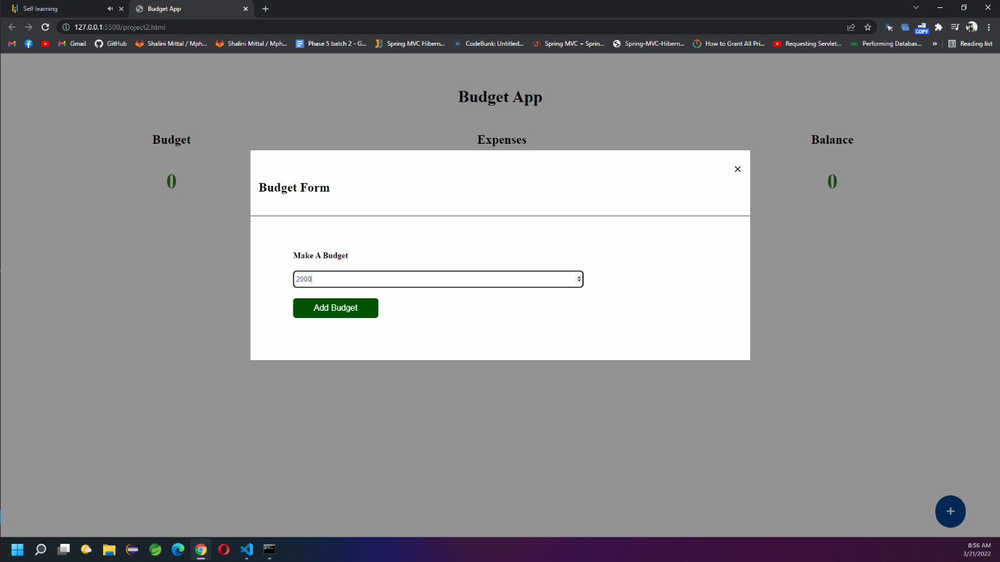 Self learning
Budget App
127.0.0.1:5500/project2.html
COPY
Gmail
GitHub
Shalini Mittal / Mph...
Shalini Mittal / Mph...
Phase 5 batch 2 - G...
Spring MVC Hibern...
CodeBunk: Untitled...
Spring MVC + Sprin...
Spring-MVC-Hibern...
How to Grant All Pri...
Requesting Servlet...
Performing Databas...
»
Reading list
Budget App
Budget
Expenses
Balance
0
0
Budget Form
Make A Budget
2000
Add Budget
+
8:56 AM
3/21/2022